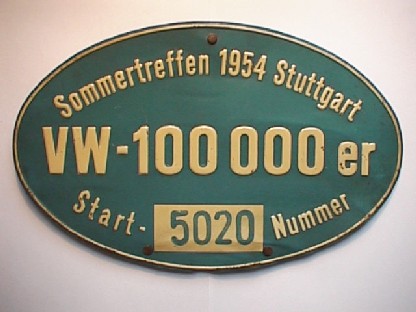 Sommertreffen 1954 Stuttgart
VW-100 000 er
Start- 5020 Nummer